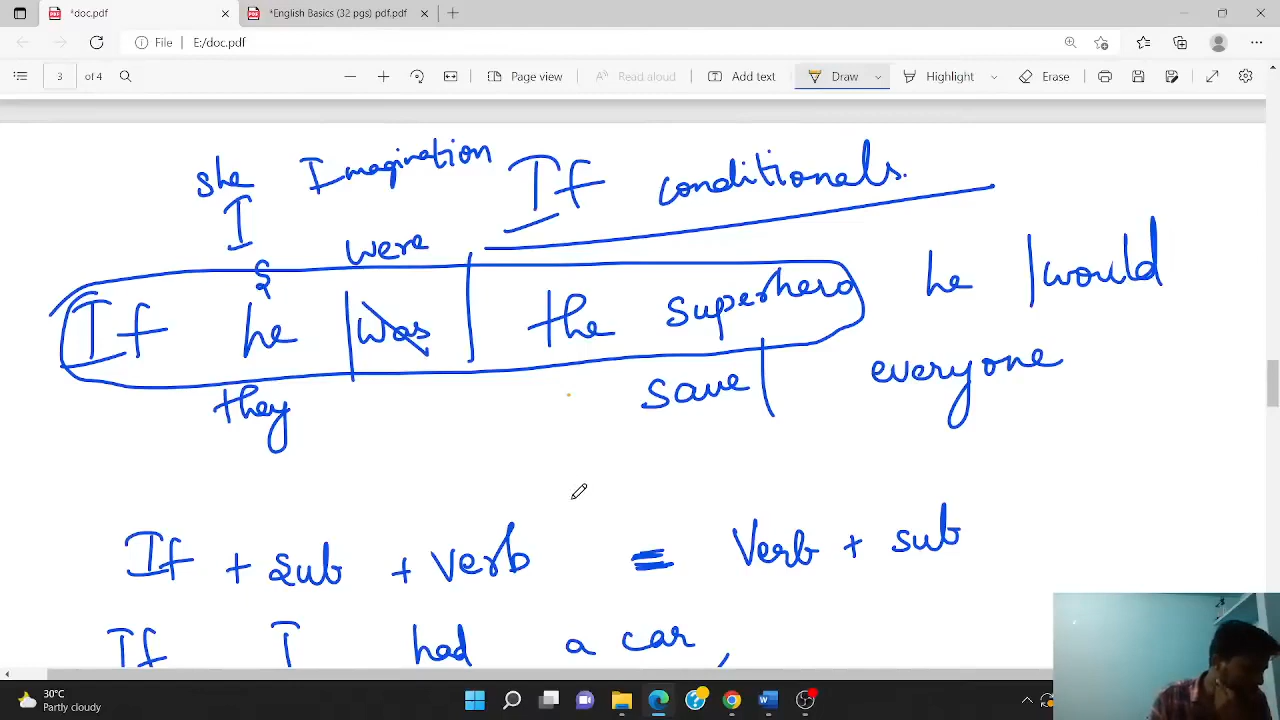 *doc.pdf
*English Basics (32 pgs) pdf.pdf
File E:/doc.pdf
3 of 4 Page view Read aloud Add text Draw Highlight Erase
she Imagination If conditionals.
I
were
S
If he was the superhero he would
they save everyone
If + sub + verb = Verb + sub
If I had a car,
30°C
Partly cloudy